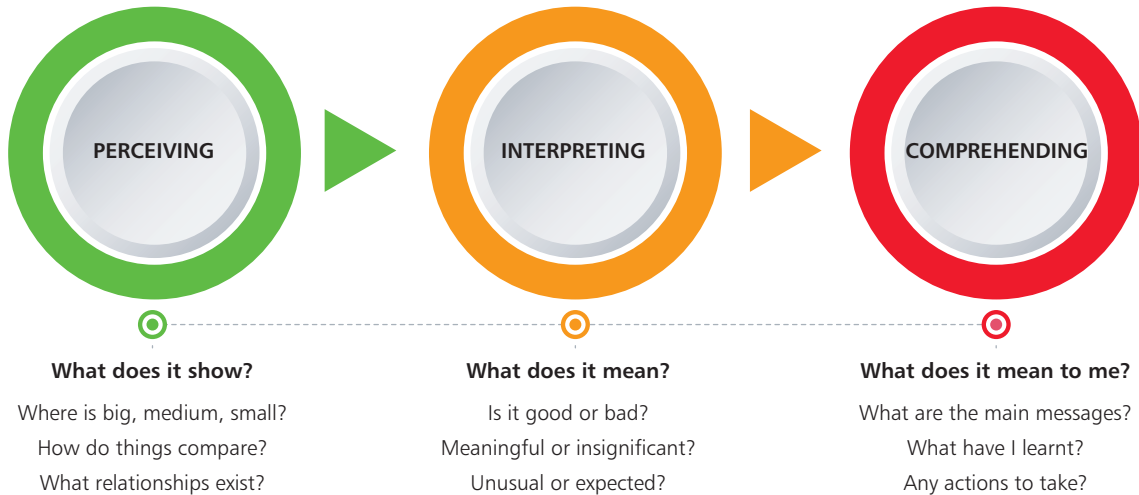 PERCEIVING
INTERPRETING
COMPREHENDING
What does it show?
Where is big, medium, small?
How do things compare?
What relationships exist?
What does it mean?
Is it good or bad?
Meaningful or insignificant?
Unusual or expected?
What does it mean to me?
What are the main messages?
What have I learnt?
Any actions to take?